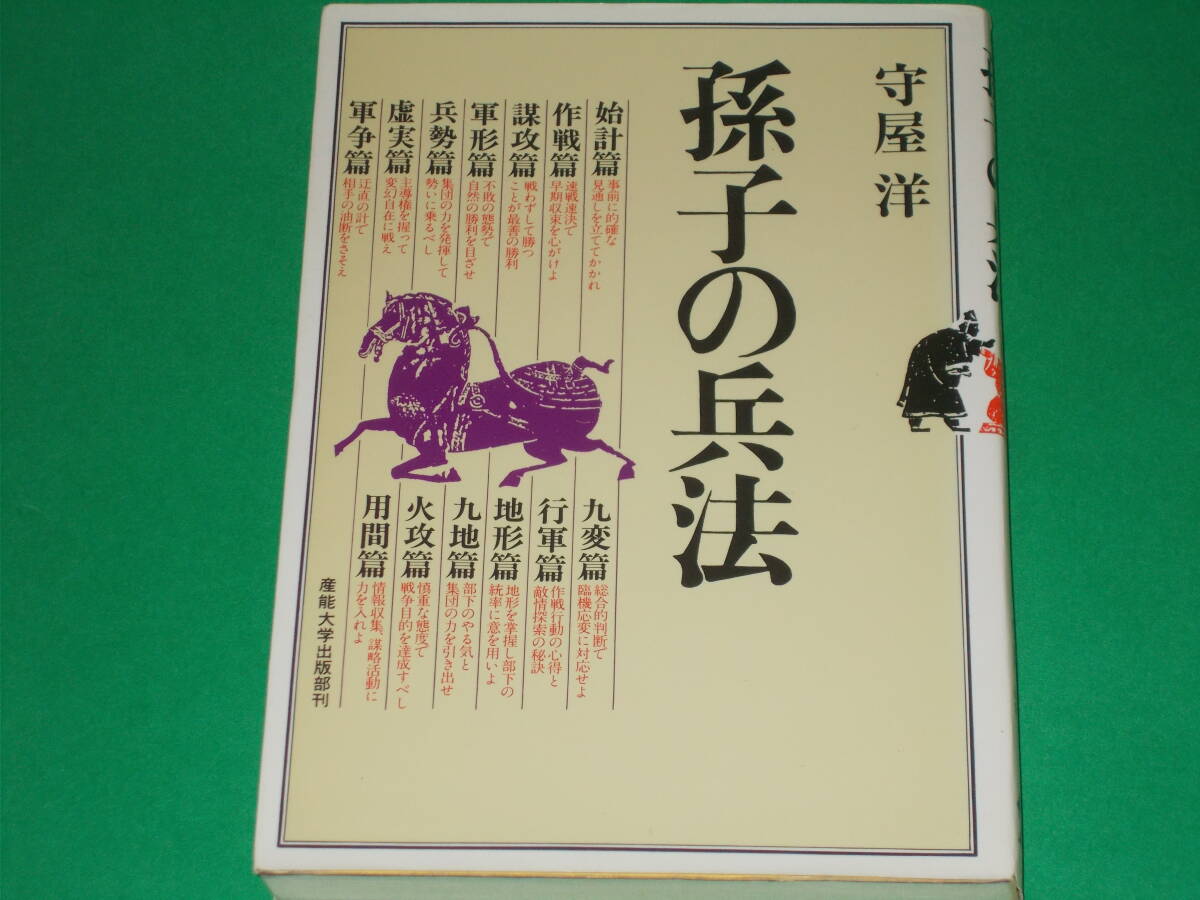 守屋 洋
孫子の兵法
始計篇
事前に的確な
見通しを立ててかかれ
作戦篇
速戦速決で
早期収束を心がけよ
謀攻篇
戦わずして勝つ
ことが最善の勝利
軍形篇
不敗の態勢で
自然の勝利を目ざせ
兵勢篇
集団の力を発揮して
勢いに乗るべし
虚実篇
主導権を握って
変幻自在に戦え
軍争篇
迂直の計で
相手の油断をさそえ
九変篇
総合的判断で
臨機応変に対応せよ
行軍篇
作戦行動の心得と
敵情探索の秘訣
地形篇
地形を掌握し部下の
統率に意を用いよ
九地篇
部下のやる気と
集団の力を引き出せ
火攻篇
慎重な態度で
戦争目的を達成すべし
用間篇
情報収集、謀略活動に
力を入れよ
産能大学出版部刊